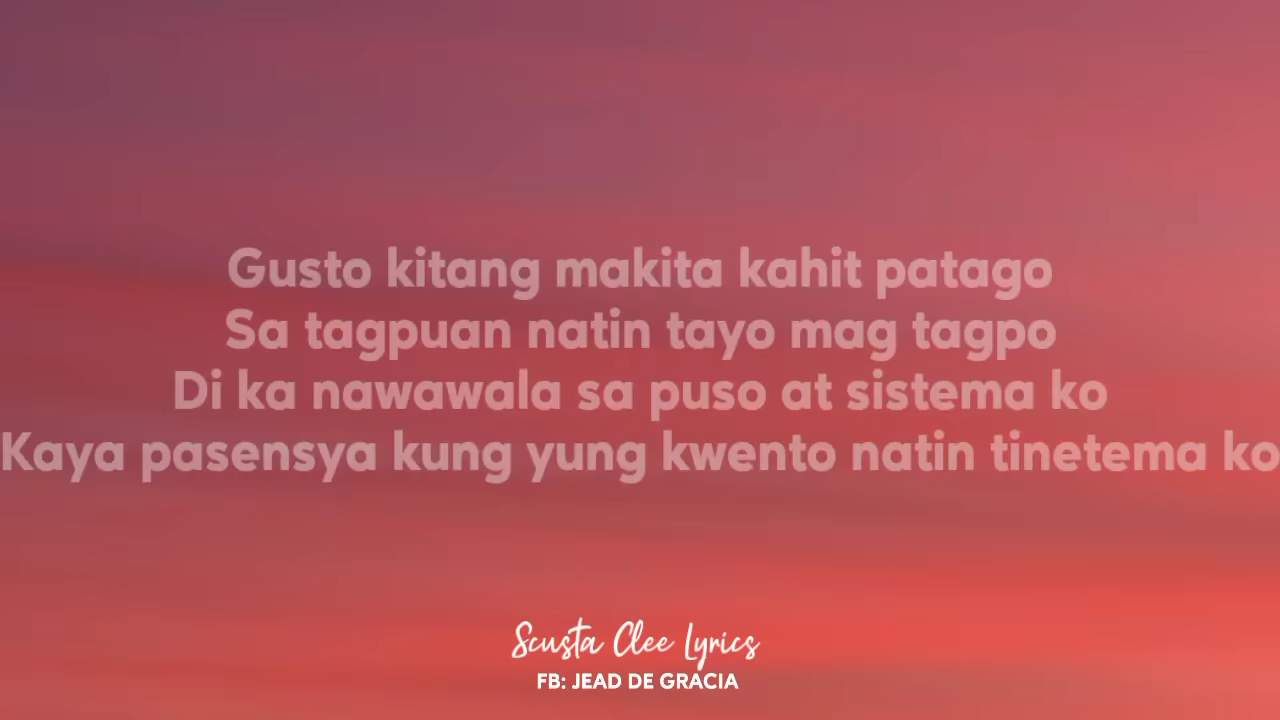 Gusto kitang makita kahit patago
Sa tagpuan natin tayo mag tagpo
Di ka nawawala sa puso at sistema ko
Kaya pasensya kung yung kwento natin tinetema ko
Scusta Clee Lyrics
FB: JEAD DE GRACIA